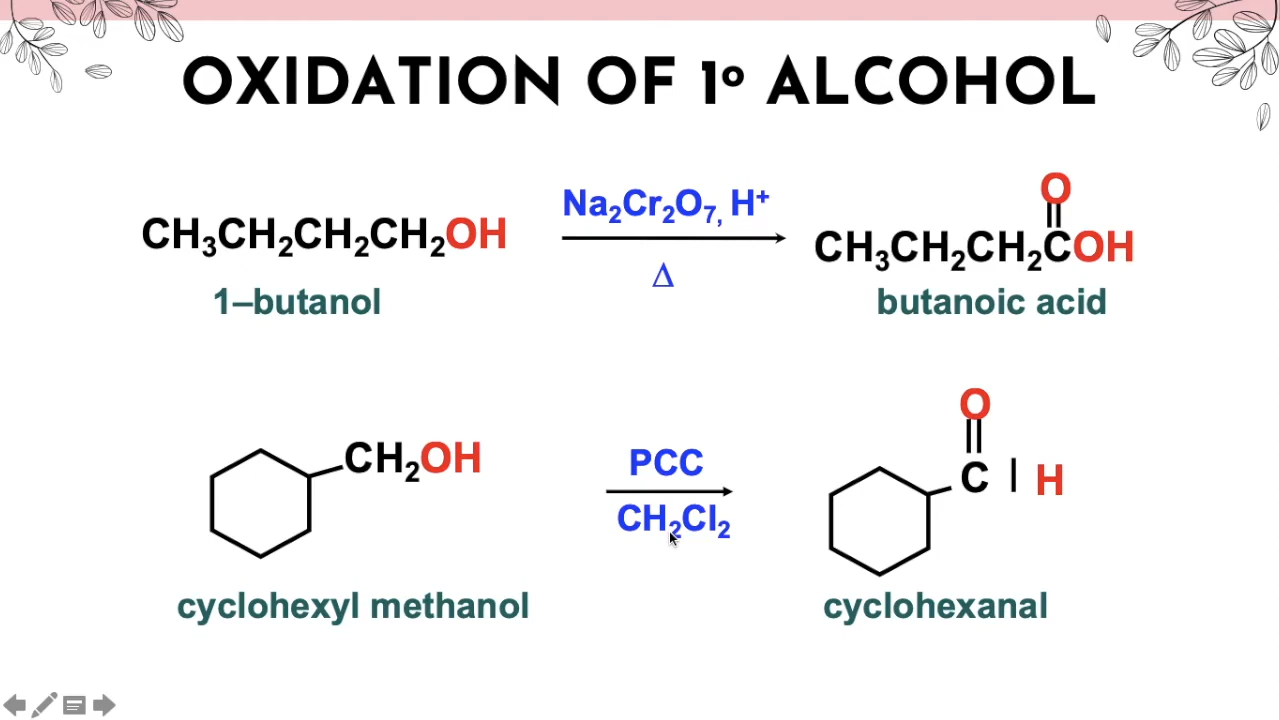 OXIDATION OF 1º ALCOHOL
CH₃CH₂CH₂CH₂OH
Na₂Cr₂O₇, H⁺
Δ
O
CH₃CH₂CH₂COH
1–butanol
butanoic acid
CH₂OH
PCC
CH₂Cl₂
O
C H
cyclohexyl methanol
cyclohexanal